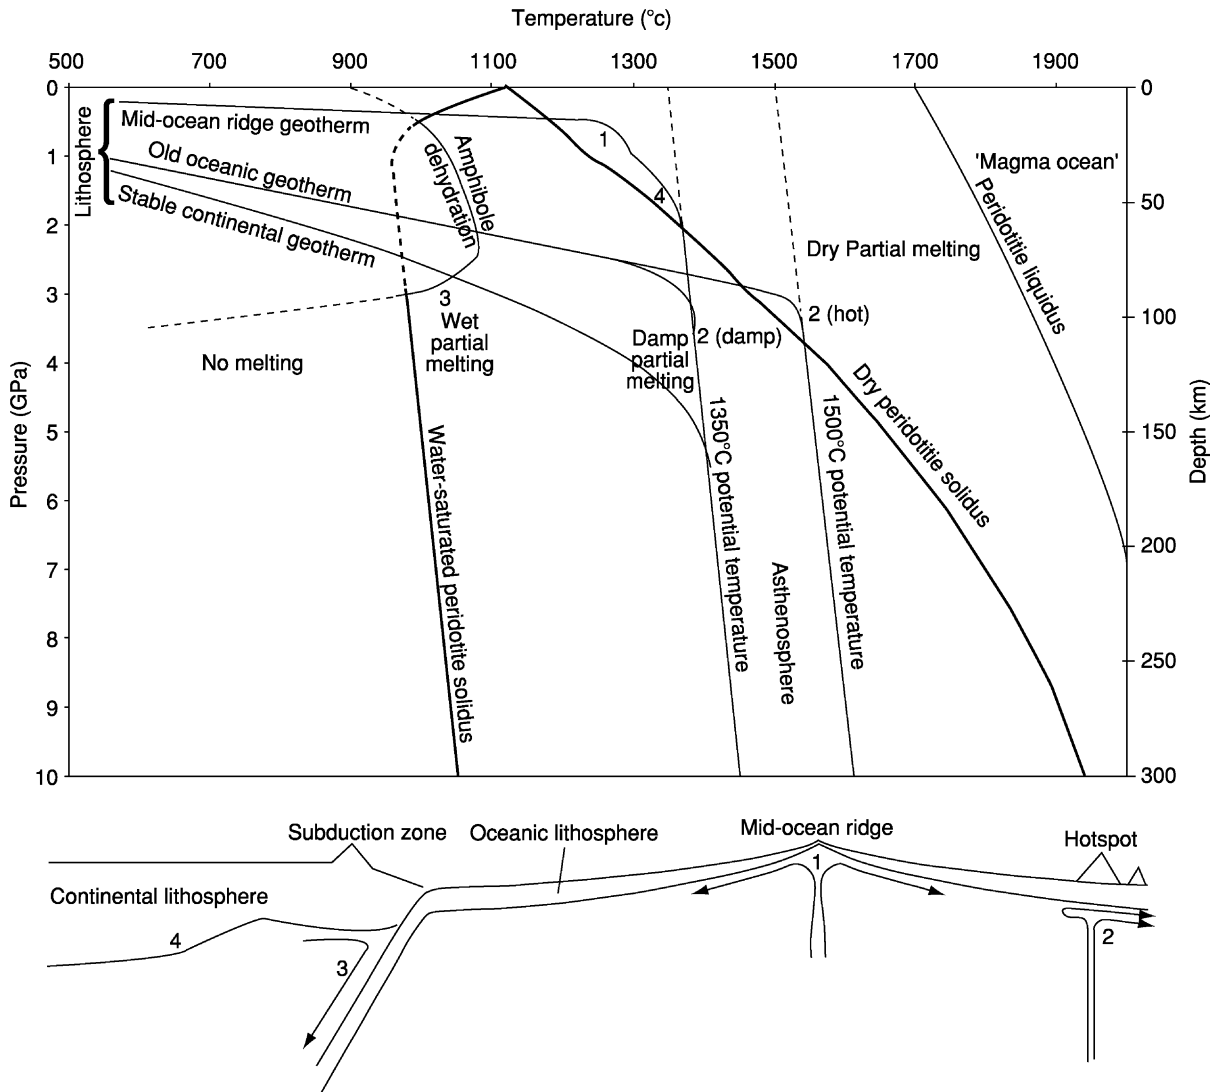 Temperature (°c)
500 700 900 1100 1300 1500 1700 1900
0 0
Lithosphere
Mid-ocean ridge geotherm
Old oceanic geotherm
Stable continental geotherm
Amphibole
dehydration
1
4
'Magma ocean'
Peridotitie liquidus
1
50
2
Dry Partial melting
3
3
2 (hot)
100
Wet
partial
melting
Damp
partial
melting
2 (damp)
No melting
4
Pressure (GPa)
Depth (km)
Dry peridotitie solidus
1350°C potential temperature
1500°C potential temperature
Water-saturated peridotite solidus
Asthenosphere
5
150
6
7
200
8
250
9
10
300
Subduction zone
Oceanic lithosphere
Mid-ocean ridge
Hotspot
Continental lithosphere
1
4
3
2